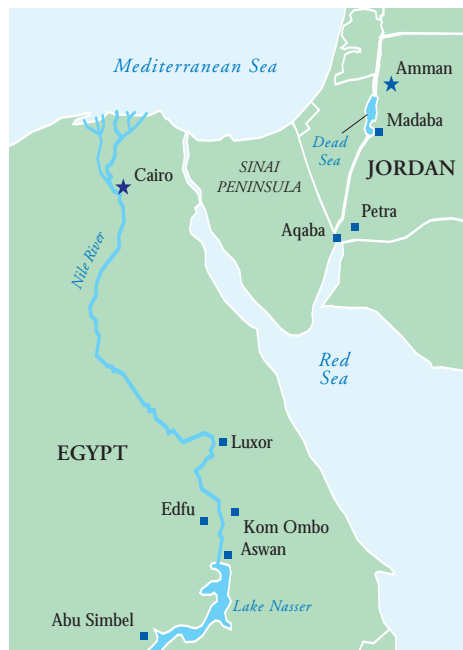 Mediterranean Sea
Amman
Madaba
Dead
Sea
SINAI
PENINSULA
JORDAN
Cairo
Petra
Aqaba
Nile River
Red
Sea
Luxor
EGYPT
Edfu
Kom Ombo
Aswan
Lake Nasser
Abu Simbel